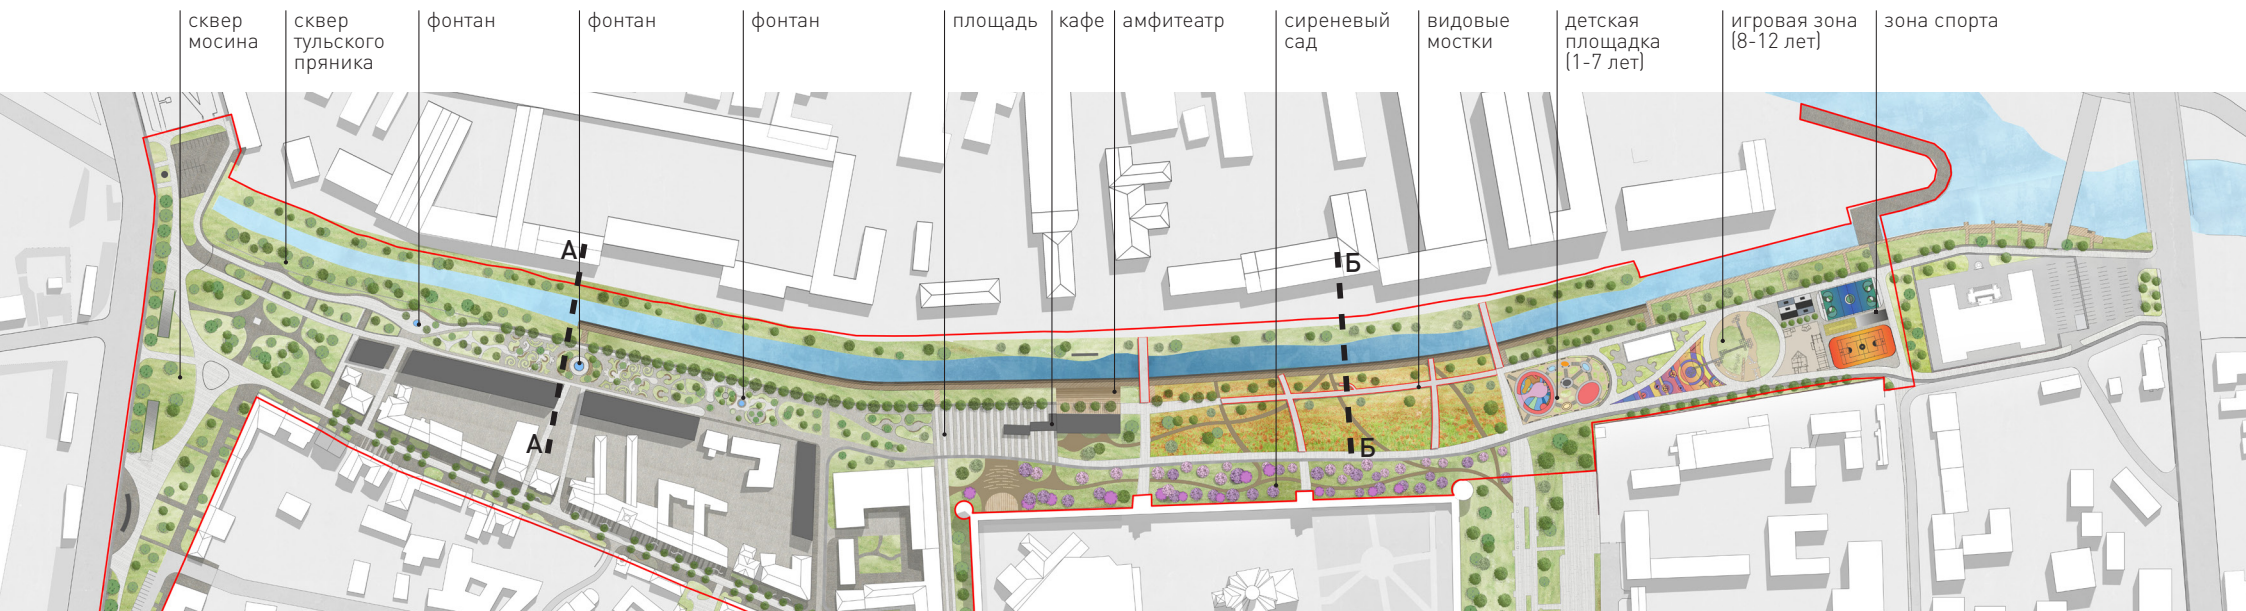 сквер
мосина
сквер
тульского
пряника
фонтан
фонтан
фонтан
площадь
кафе
амфитеатр
сиреневый
сад
видовые
мостки
детская
площадка
(1-7 лет)
игровая зона
(8-12 лет)
зона спорта
А
Б
А
Б